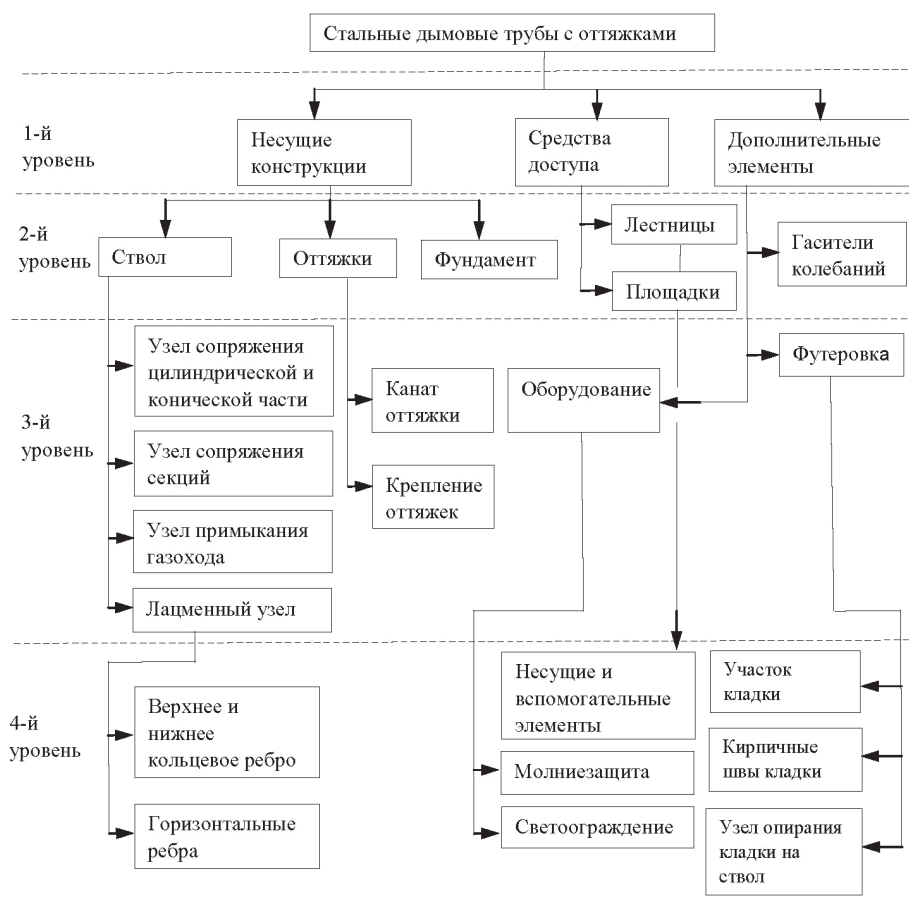 Стальные дымовые трубы с оттяжками
1-й
уровень
Несущие
конструкции
Средства
доступа
Дополнительные
элементы
2-й
уровень
Ствол
Оттяжки
Фундамент
Лестницы
Площадки
Гасители
колебаний
3-й
уровень
Узел сопряжения
цилиндрической и
конической части
Узел сопряжения
секций
Узел примыкания
газохода
Лацменный узел
Канат
оттяжки
Крепление
оттяжек
Оборудование
Футеровка
4-й
уровень
Верхнее и
нижнее
кольцевое ребро
Горизонтальные
ребра
Несущие и
вспомогательные
элементы
Молниезащита
Светоограждение
Участок
кладки
Кирпичные
швы кладки
Узел опирания
кладки на
ствол